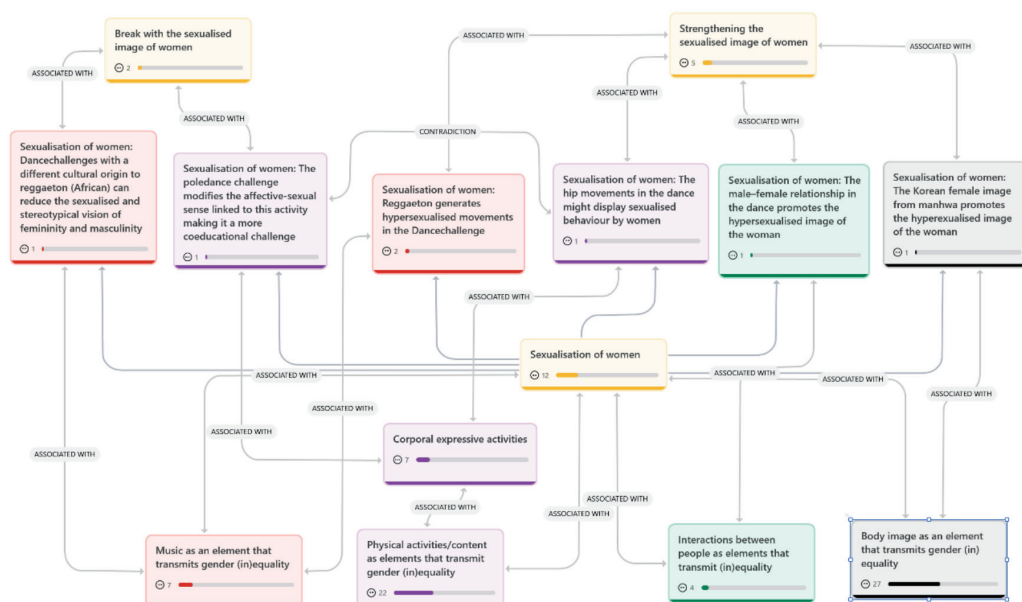 Break with the sexualised
image of women
2
ASSOCIATED WITH
Strengthening the
sexualised image of women
5
ASSOCIATED WITH
ASSOCIATED WITH
ASSOCIATED WITH
ASSOCIATED WITH
ASSOCIATED WITH
ASSOCIATED WITH
CONTRADICTION
Sexualisation of women:
Dancechallenges with a
different cultural origin to
reggaeton (African) can
reduce the sexualised and
stereotypical vision of
femininity and masculinity
1
Sexualisation of women: The
poledance challenge
modifies the affective-sexual
sense linked to this activity
making it a more
coeducational challenge
1
Sexualisation of women:
Reggaeton generates
hypersexualised movements
in the Dancechallenge
2
Sexualisation of women: The
hip movements in the dance
might display sexualised
behaviour by women
1
Sexualisation of women: The
male–female relationship in
the dance promotes the
hypersexualised image of
the woman
1
Sexualisation of women:
The Korean female image
from manhwa promotes
the hyperexualised image
of the woman
1
ASSOCIATED WITH
Sexualisation of women
12
ASSOCIATED WITH
ASSOCIATED WITH
ASSOCIATED WITH
ASSOCIATED WITH
ASSOCIATED WITH
ASSOCIATED WITH
ASSOCIATED WITH
Corporal expressive activities
7
ASSOCIATED WITH
ASSOCIATED WITH
ASSOCIATED WITH
ASSOCIATED WITH
Music as an element that
transmits gender (in)equality
7
Physical activities/content
as elements that transmit
gender (in)equality
22
Interactions between
people as elements that
transmit (in)equality
4
Body image as an element
that transmits gender (in)
equality
27